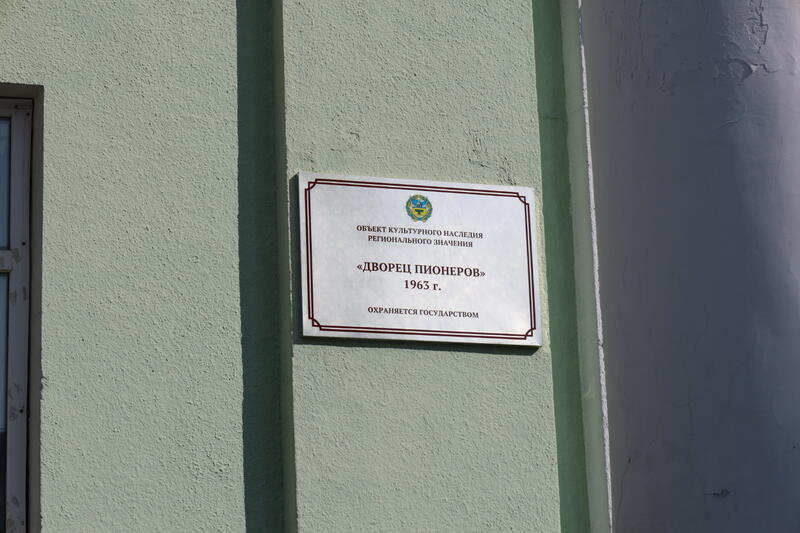 ОБЪЕКТ КУЛЬТУРНОГО НАСЛЕДИЯ
РЕГИОНАЛЬНОГО ЗНАЧЕНИЯ
«ДВОРЕЦ ПИОНЕРОВ»
1963 г.
ОХРАНЯЕТСЯ ГОСУДАРСТВОМ